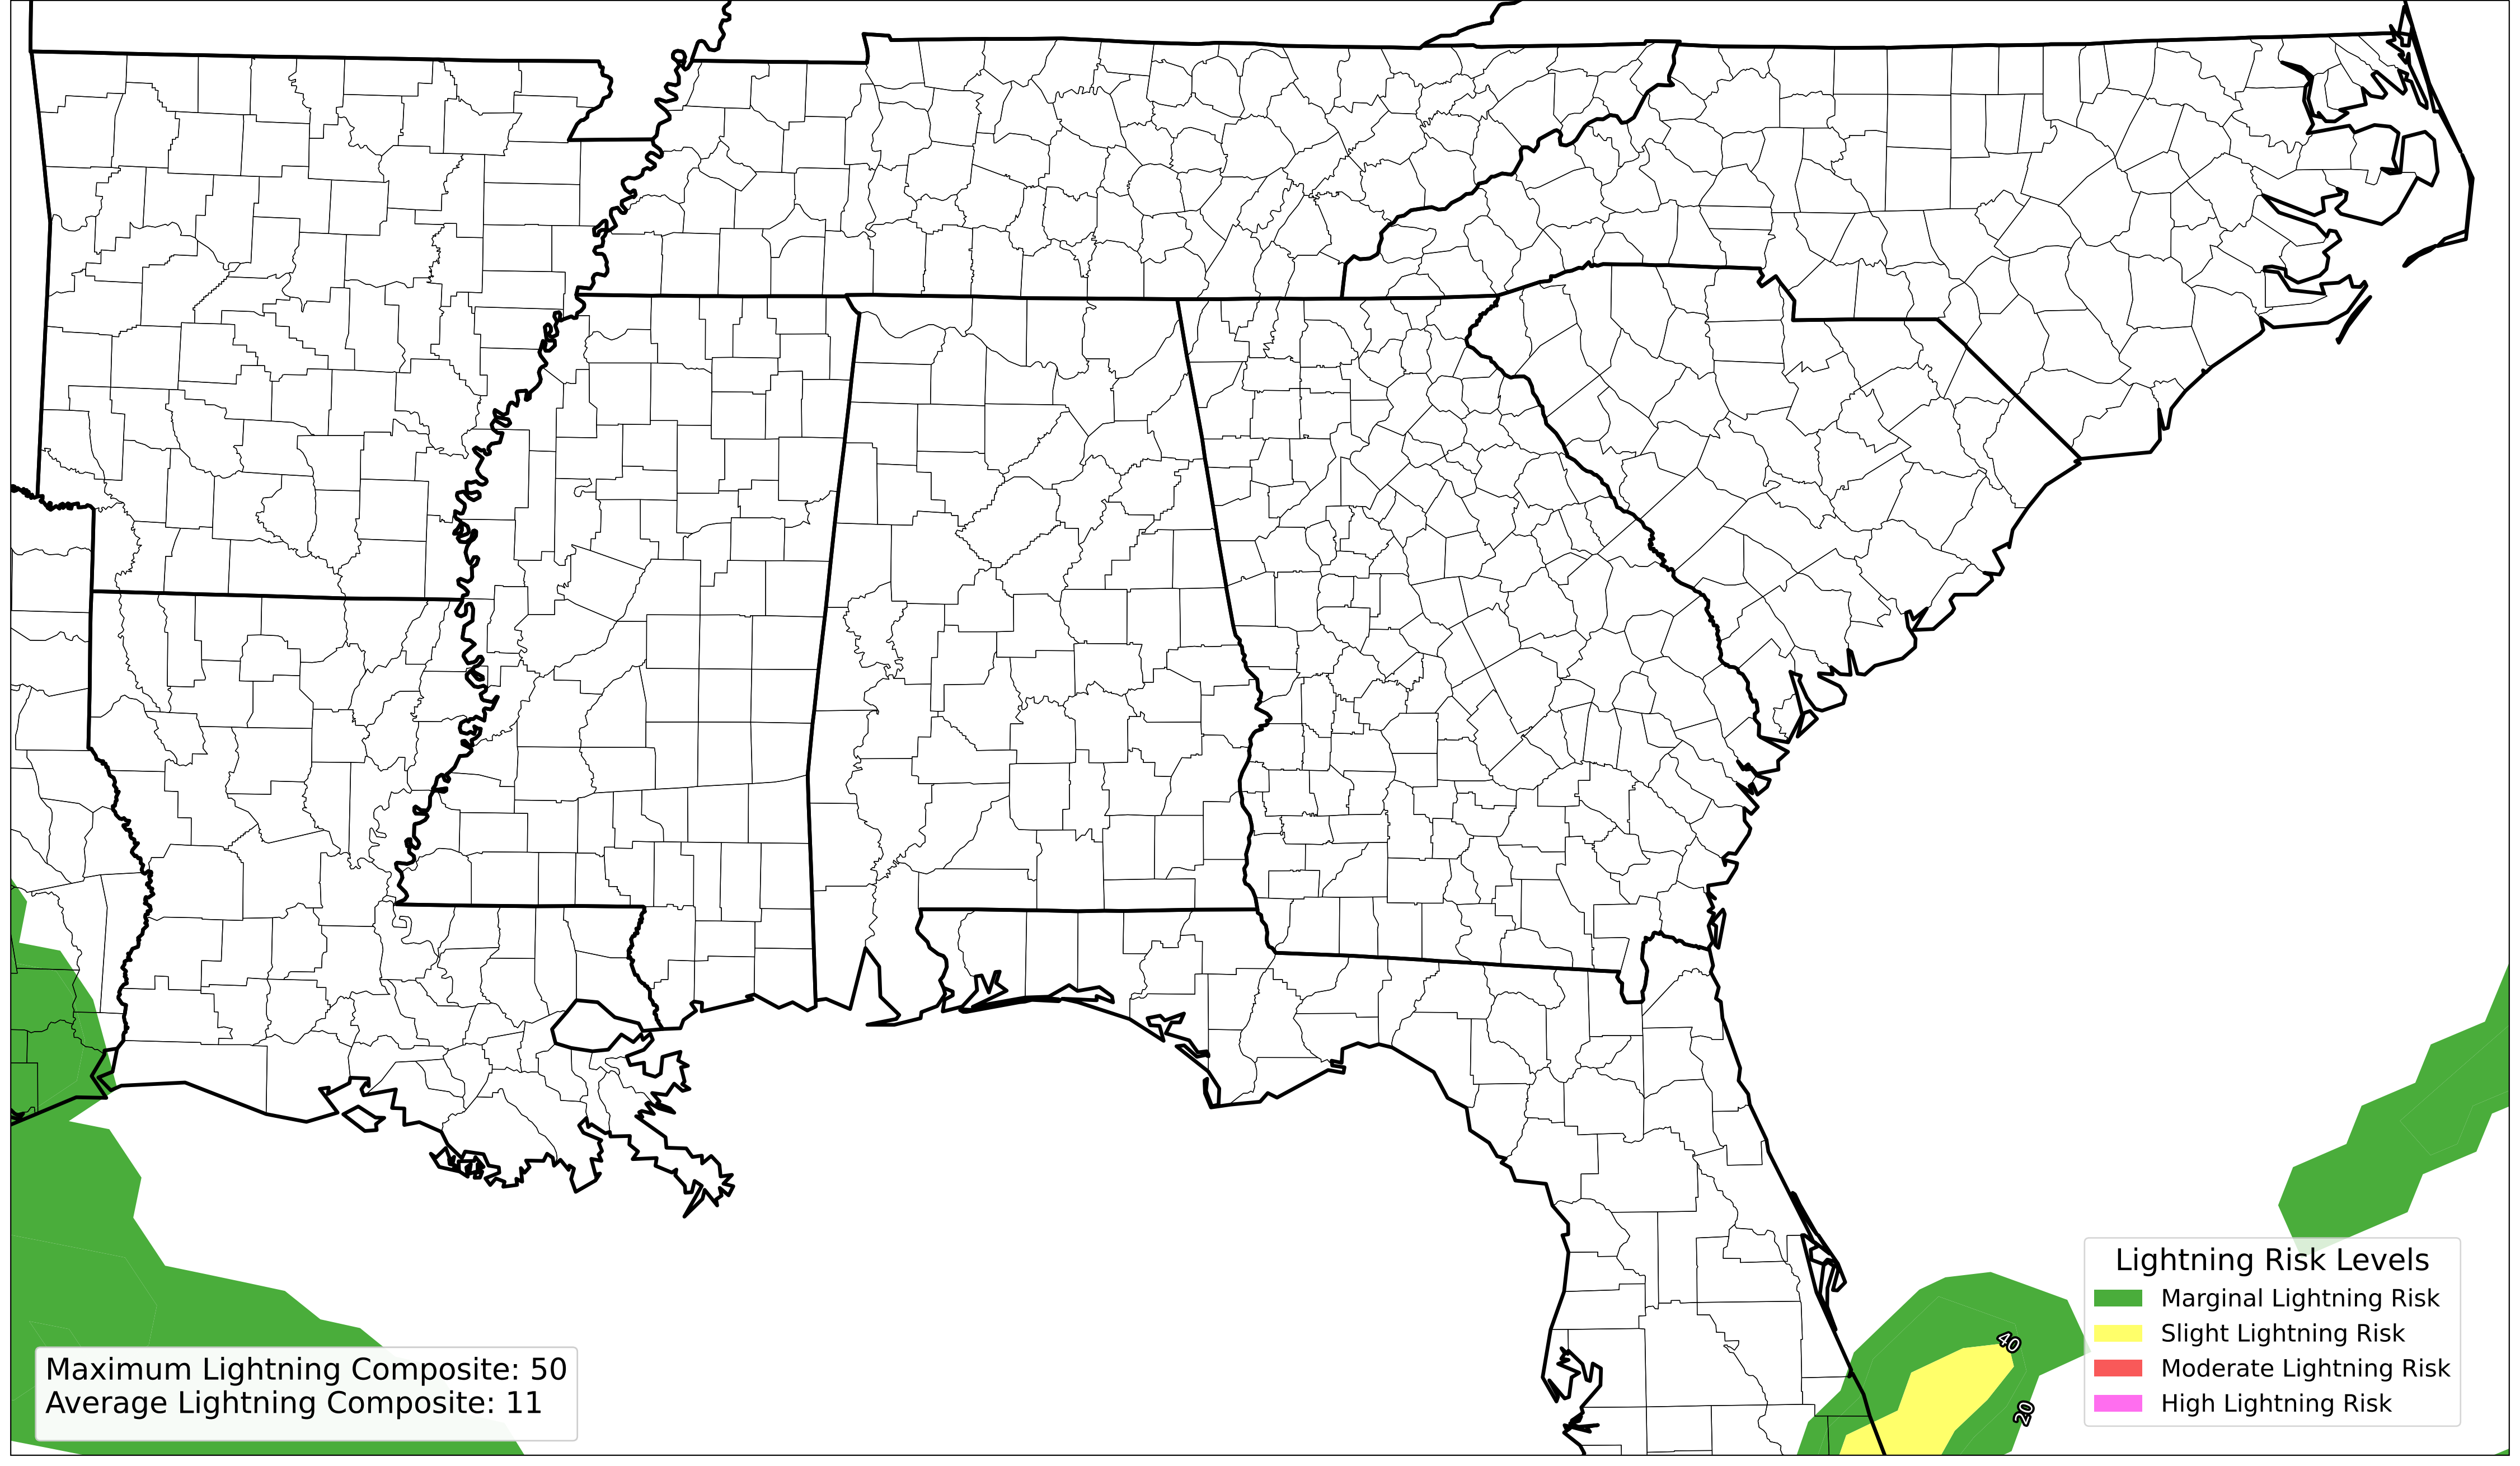 40
20
Lightning Risk Levels
Marginal Lightning Risk
Slight Lightning Risk
Moderate Lightning Risk
High Lightning Risk
Maximum Lightning Composite: 50
Average Lightning Composite: 11